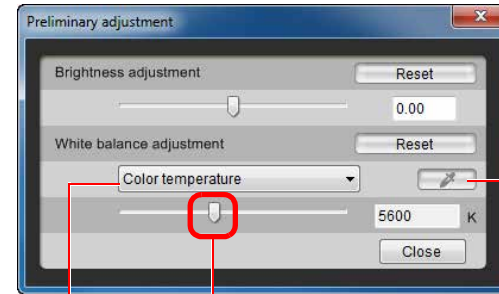 Preliminary adjustment
Brightness adjustment Reset
0.00
White balance adjustment Reset
Color temperature
5600 K
Close